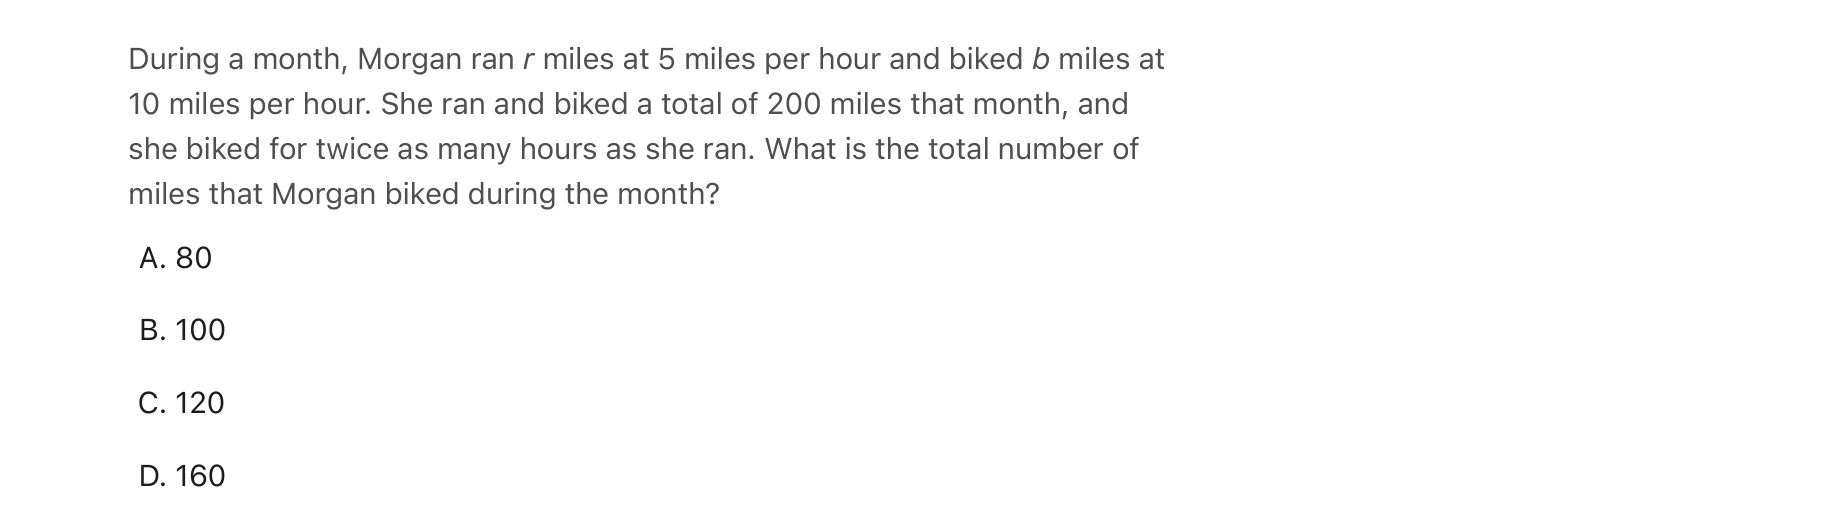 During a month, Morgan ran r miles at 5 miles per hour and biked b miles at
10 miles per hour. She ran and biked a total of 200 miles that month, and
she biked for twice as many hours as she ran. What is the total number of
miles that Morgan biked during the month?
A. 80
B. 100
C. 120
D. 160